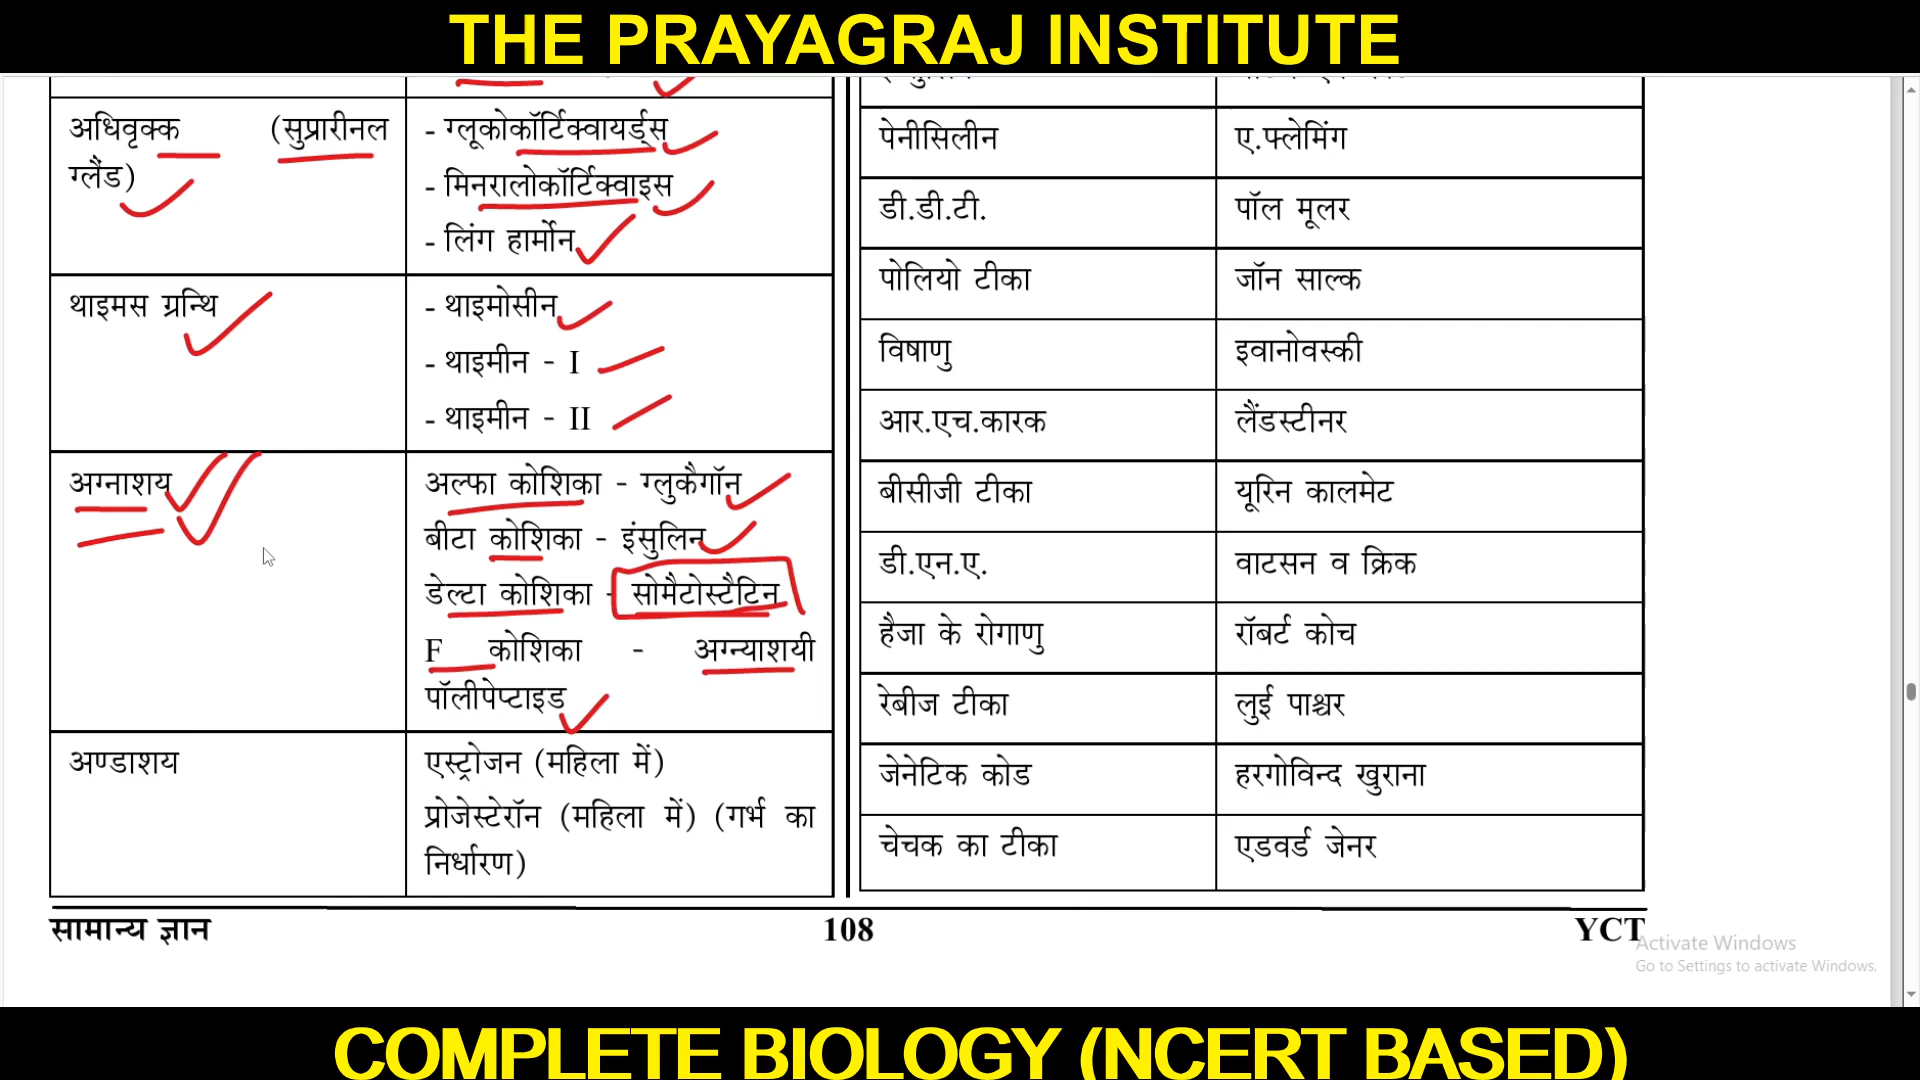 THE PRAYAGRAJ INSTITUTE
अधिवृक्क (सुप्रारीनल
ग्लैंड)
- ग्लूकोकॉर्टिक्वायर्ड्स
- मिनरालोकॉर्टिक्वाइस
- लिंग हार्मोन
थाइमस ग्रन्थि
- थाइमोसीन
- थाइमीन - I
- थाइमीन - II
अग्नाशय
अल्फा कोशिका - ग्लुकैगॉन
बीटा कोशिका - इंसुलिन
डेल्टा कोशिका - सोमैटोस्टैटिन
F कोशिका - अग्न्याशयी
पॉलीपेप्टाइड
अण्डाशय
एस्ट्रोजन (महिला में)
प्रोजेस्टेरॉन (महिला में) (गर्भ का
निर्धारण)
पेनीसिलीन ए.फ्लेमिंग
डी.डी.टी. पॉल मूलर
पोलियो टीका जॉन साल्क
विषाणु इवानोवस्की
आर.एच.कारक लैंडस्टीनर
बीसीजी टीका यूरिन कालमेट
डी.एन.ए. वाटसन व क्रिक
हैजा के रोगाणु रॉबर्ट कोच
रेबीज टीका लुई पाश्चर
जेनेटिक कोड हरगोविन्द खुराना
चेचक का टीका एडवर्ड जेनर
सामान्य ज्ञान 108 YCT
Activate Windows
Go to Settings to activate Windows.
COMPLETE BIOLOGY (NCERT BASED)